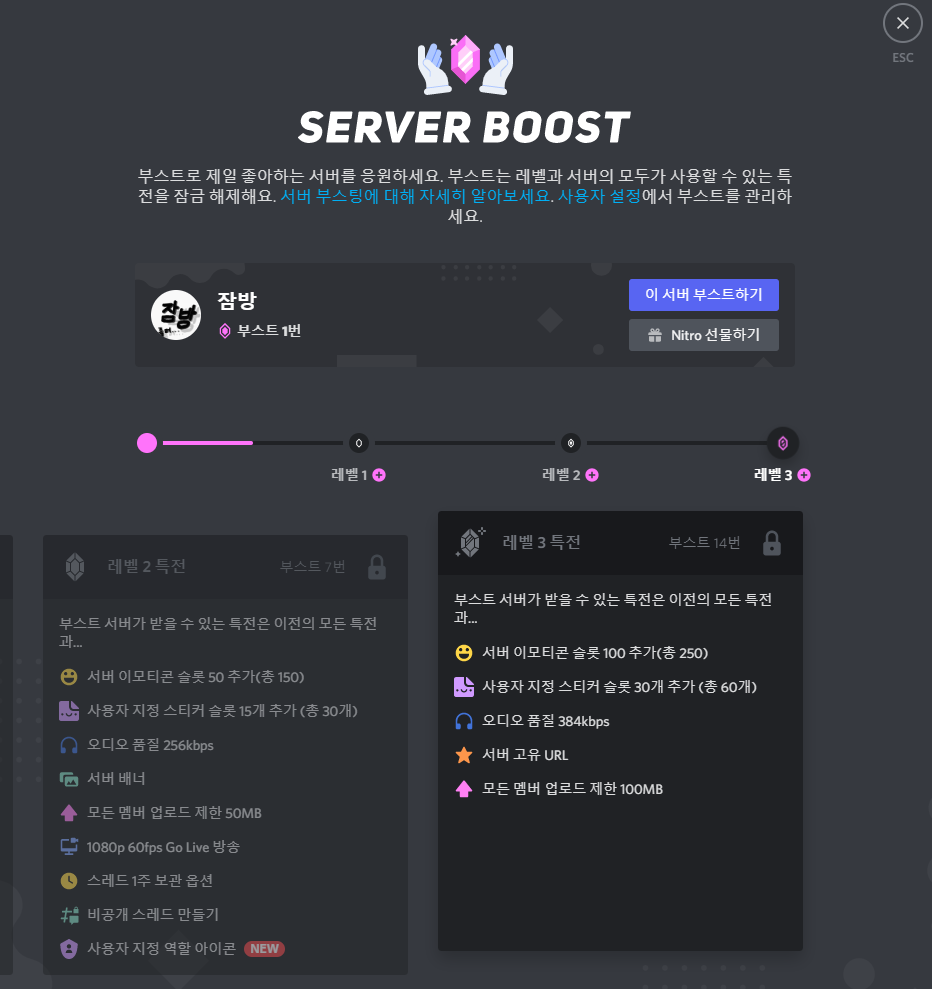 ESC
SERVER BOOST
부스트로 제일 좋아하는 서버를 응원하세요. 부스트는 레벨과 서버의 모두가 사용할 수 있는 특
전을 잠금 해제해요. 서버 부스팅에 대해 자세히 알아보세요. 사용자 설정에서 부스트를 관리하
세요.
잠방
잠방
부스트 1번
이 서버 부스트하기
Nitro 선물하기
레벨 1
레벨 2
레벨 3
레벨 2 특전
부스트 7번
부스트 서버가 받을 수 있는 특전은 이전의 모든 특전
과...
서버 이모티콘 슬롯 50 추가(총 150)
사용자 지정 스티커 슬롯 15개 추가 (총 30개)
오디오 품질 256kbps
서버 배너
모든 멤버 업로드 제한 50MB
1080p 60fps Go Live 방송
스레드 1주 보관 옵션
비공개 스레드 만들기
사용자 지정 역할 아이콘 NEW
레벨 3 특전
부스트 14번
부스트 서버가 받을 수 있는 특전은 이전의 모든 특전
과...
서버 이모티콘 슬롯 100 추가(총 250)
사용자 지정 스티커 슬롯 30개 추가 (총 60개)
오디오 품질 384kbps
서버 고유 URL
모든 멤버 업로드 제한 100MB